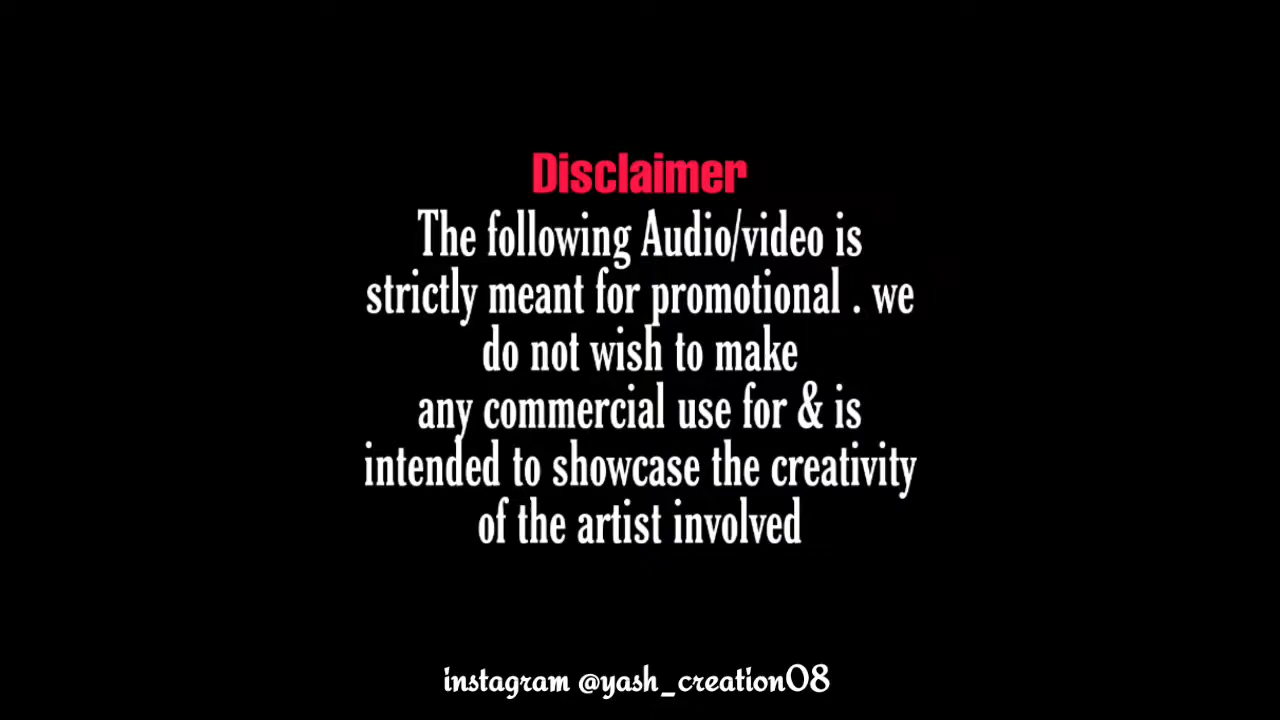 Disclaimer
The following Audio/video is
strictly meant for promotional . we
do not wish to make
any commercial use for & is
intended to showcase the creativity
of the artist involved
instagram @yash_creation08